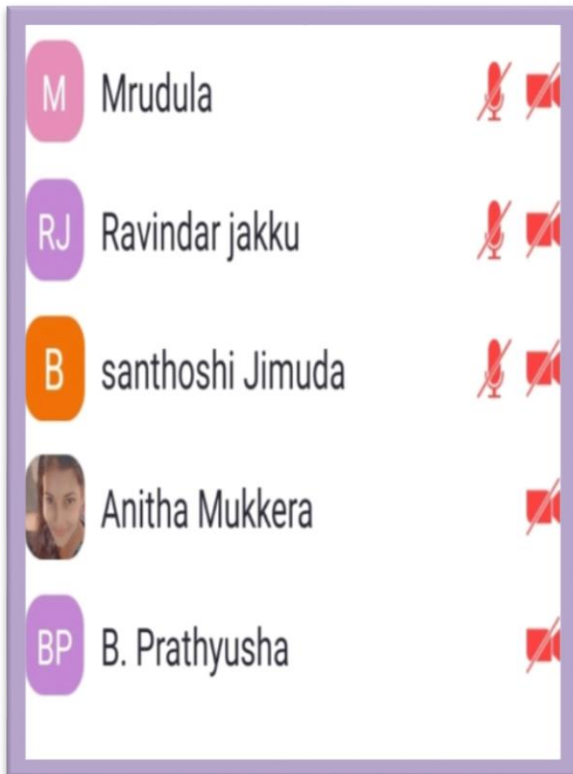 M Mrudula
RJ Ravindar jakku
B santhoshi Jimuda
Anitha Mukkera
BP B. Prathyusha